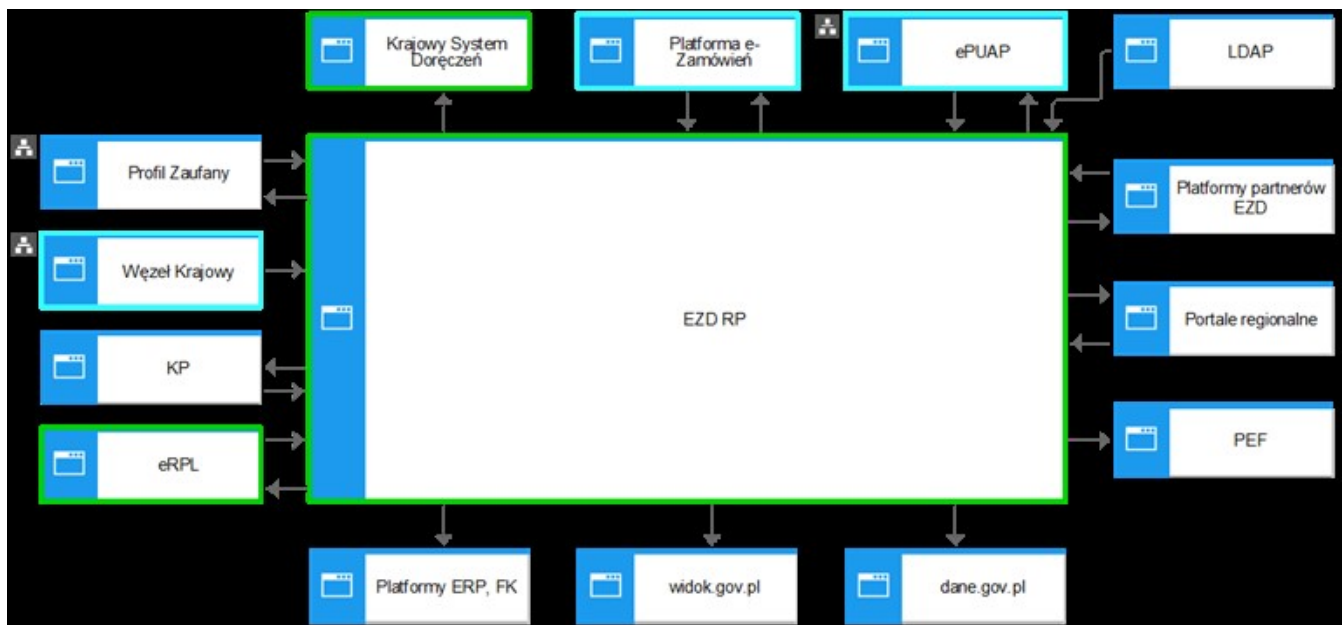 Krajowy System
Doręczeń
Platforma e-
Zamówień
ePUAP
LDAP
Profil Zaufany
Platformy partnerów
EZD
Węzeł Krajowy
EZD RP
Portale regionalne
KP
eRPL
PEF
Platformy ERP, FK
widok.gov.pl
dane.gov.pl